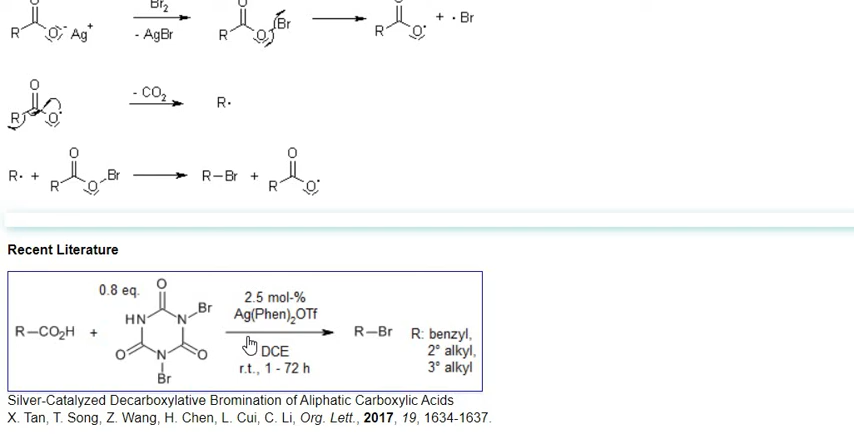 O Br₂ O O
R O⁻ Ag⁺ - AgBr R O Br R O· + · Br
O
R O· - CO₂ R·
O O
R· + R O Br R–Br + R O·
Recent Literature
0.8 eq. O 2.5 mol-%
HN N Br Ag(Phen)₂OTf
R–CO₂H + R–Br R: benzyl,
O N O DCE 2° alkyl,
Br r.t., 1 - 72 h 3° alkyl
Silver-Catalyzed Decarboxylative Bromination of Aliphatic Carboxylic Acids
X. Tan, T. Song, Z. Wang, H. Chen, L. Cui, C. Li, Org. Lett., 2017, 19, 1634-1637.